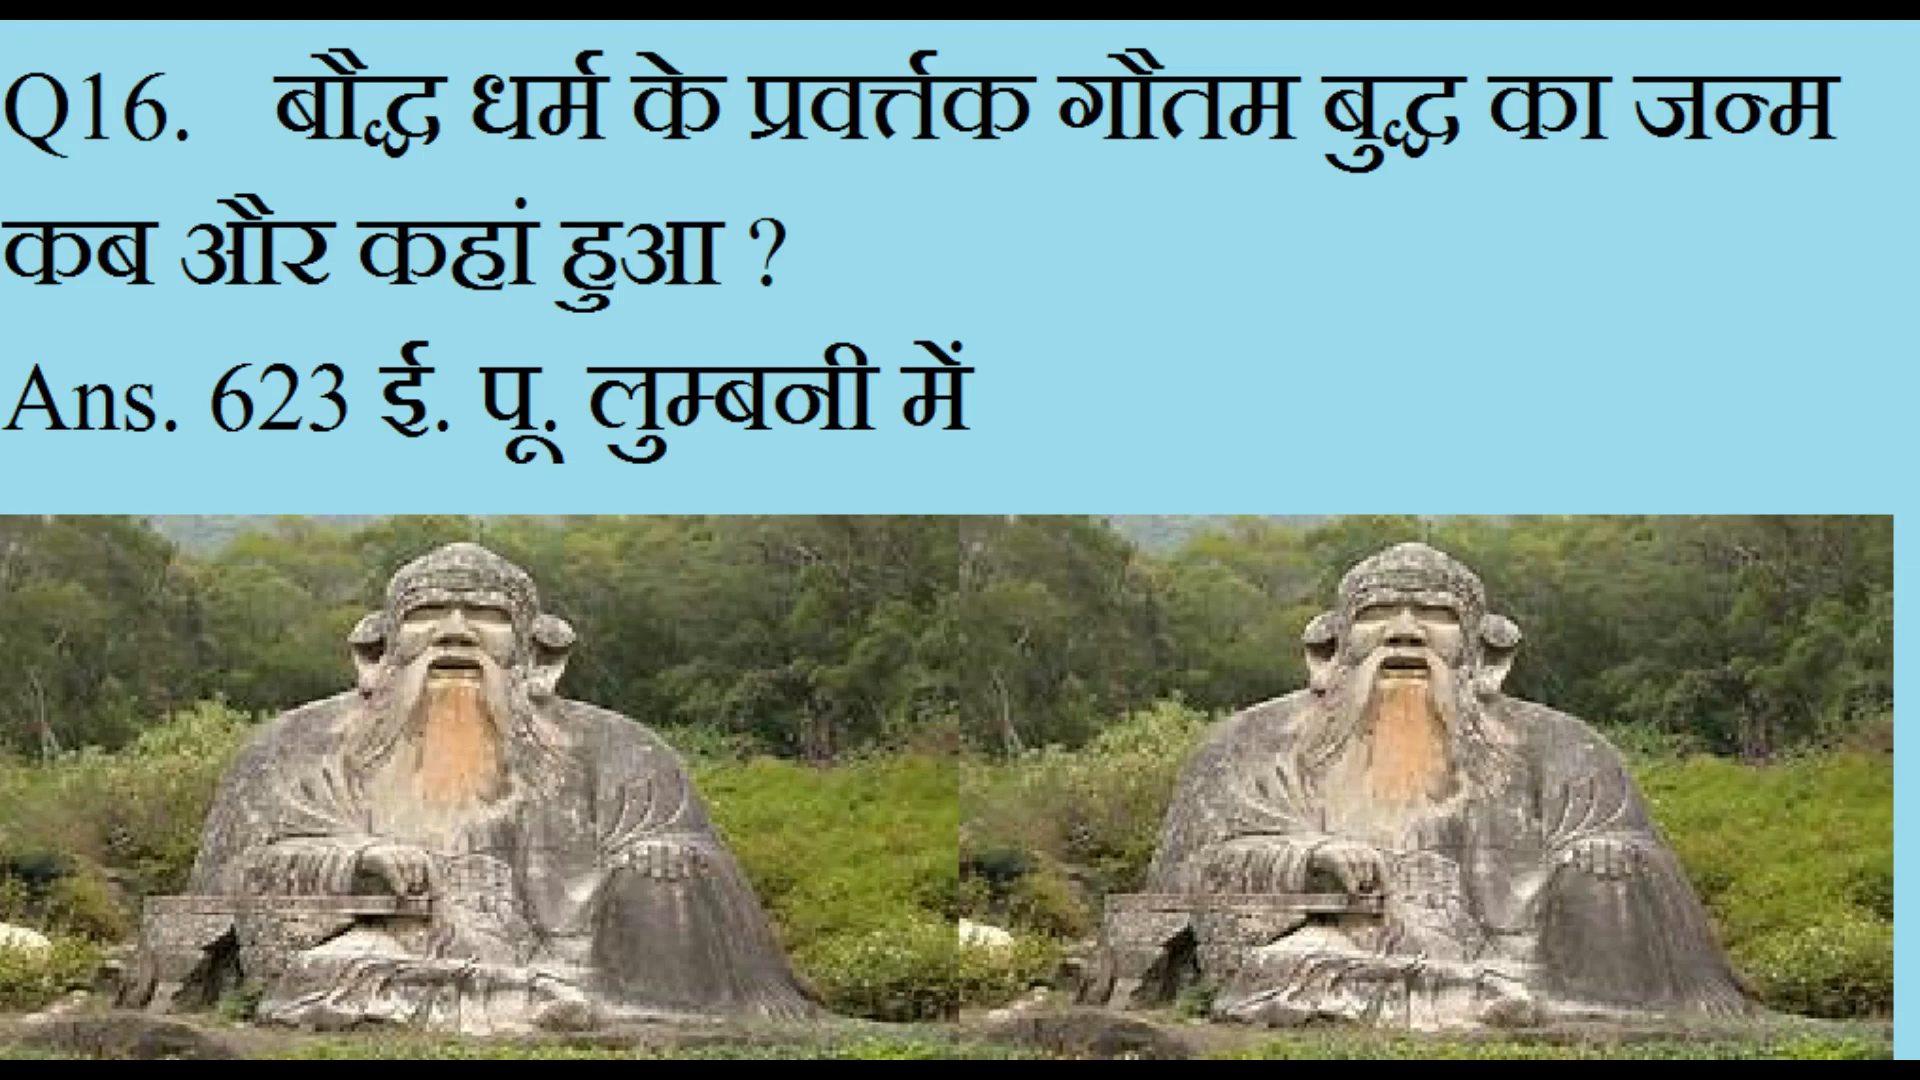 Q16. बौद्ध धर्म के प्रवर्त्तक गौतम बुद्ध का जन्म
कब और कहां हुआ ?
Ans. 623 ई. पू. लुम्बनी में